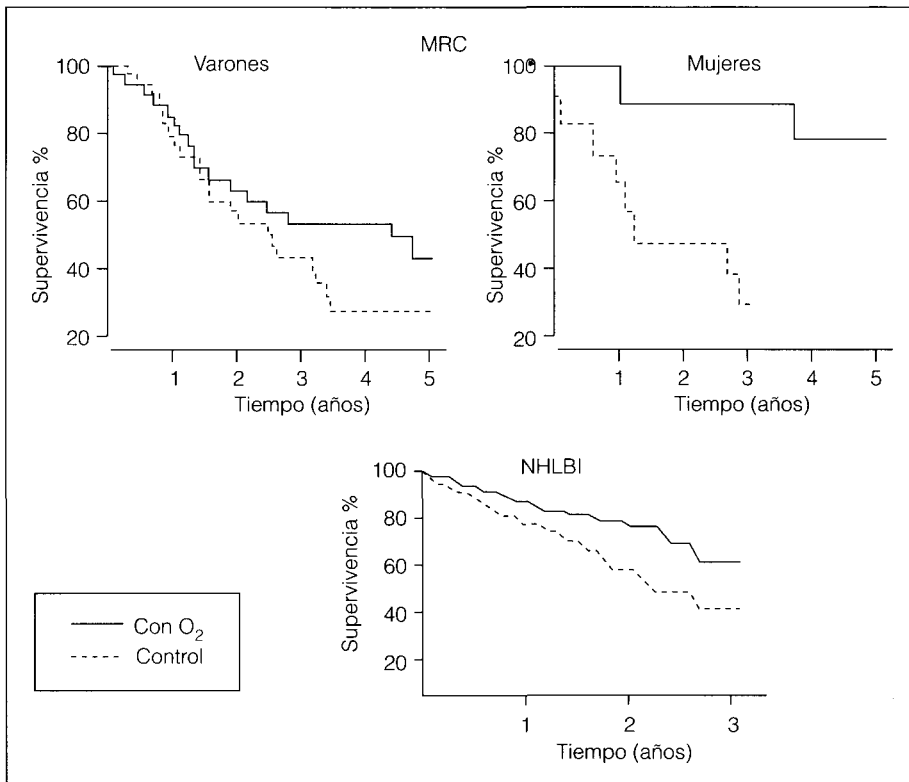 MRC
Varones
100
80
60
40
20
Supervivencia %
1 2 3 4 5
Tiempo (años)
Mujeres
100
80
60
40
20
Supervivencia %
1 2 3 4 5
Tiempo (años)
NHLBI
100
80
60
40
20
Supervivencia %
1 2 3
Tiempo (años)
Con O₂
Control